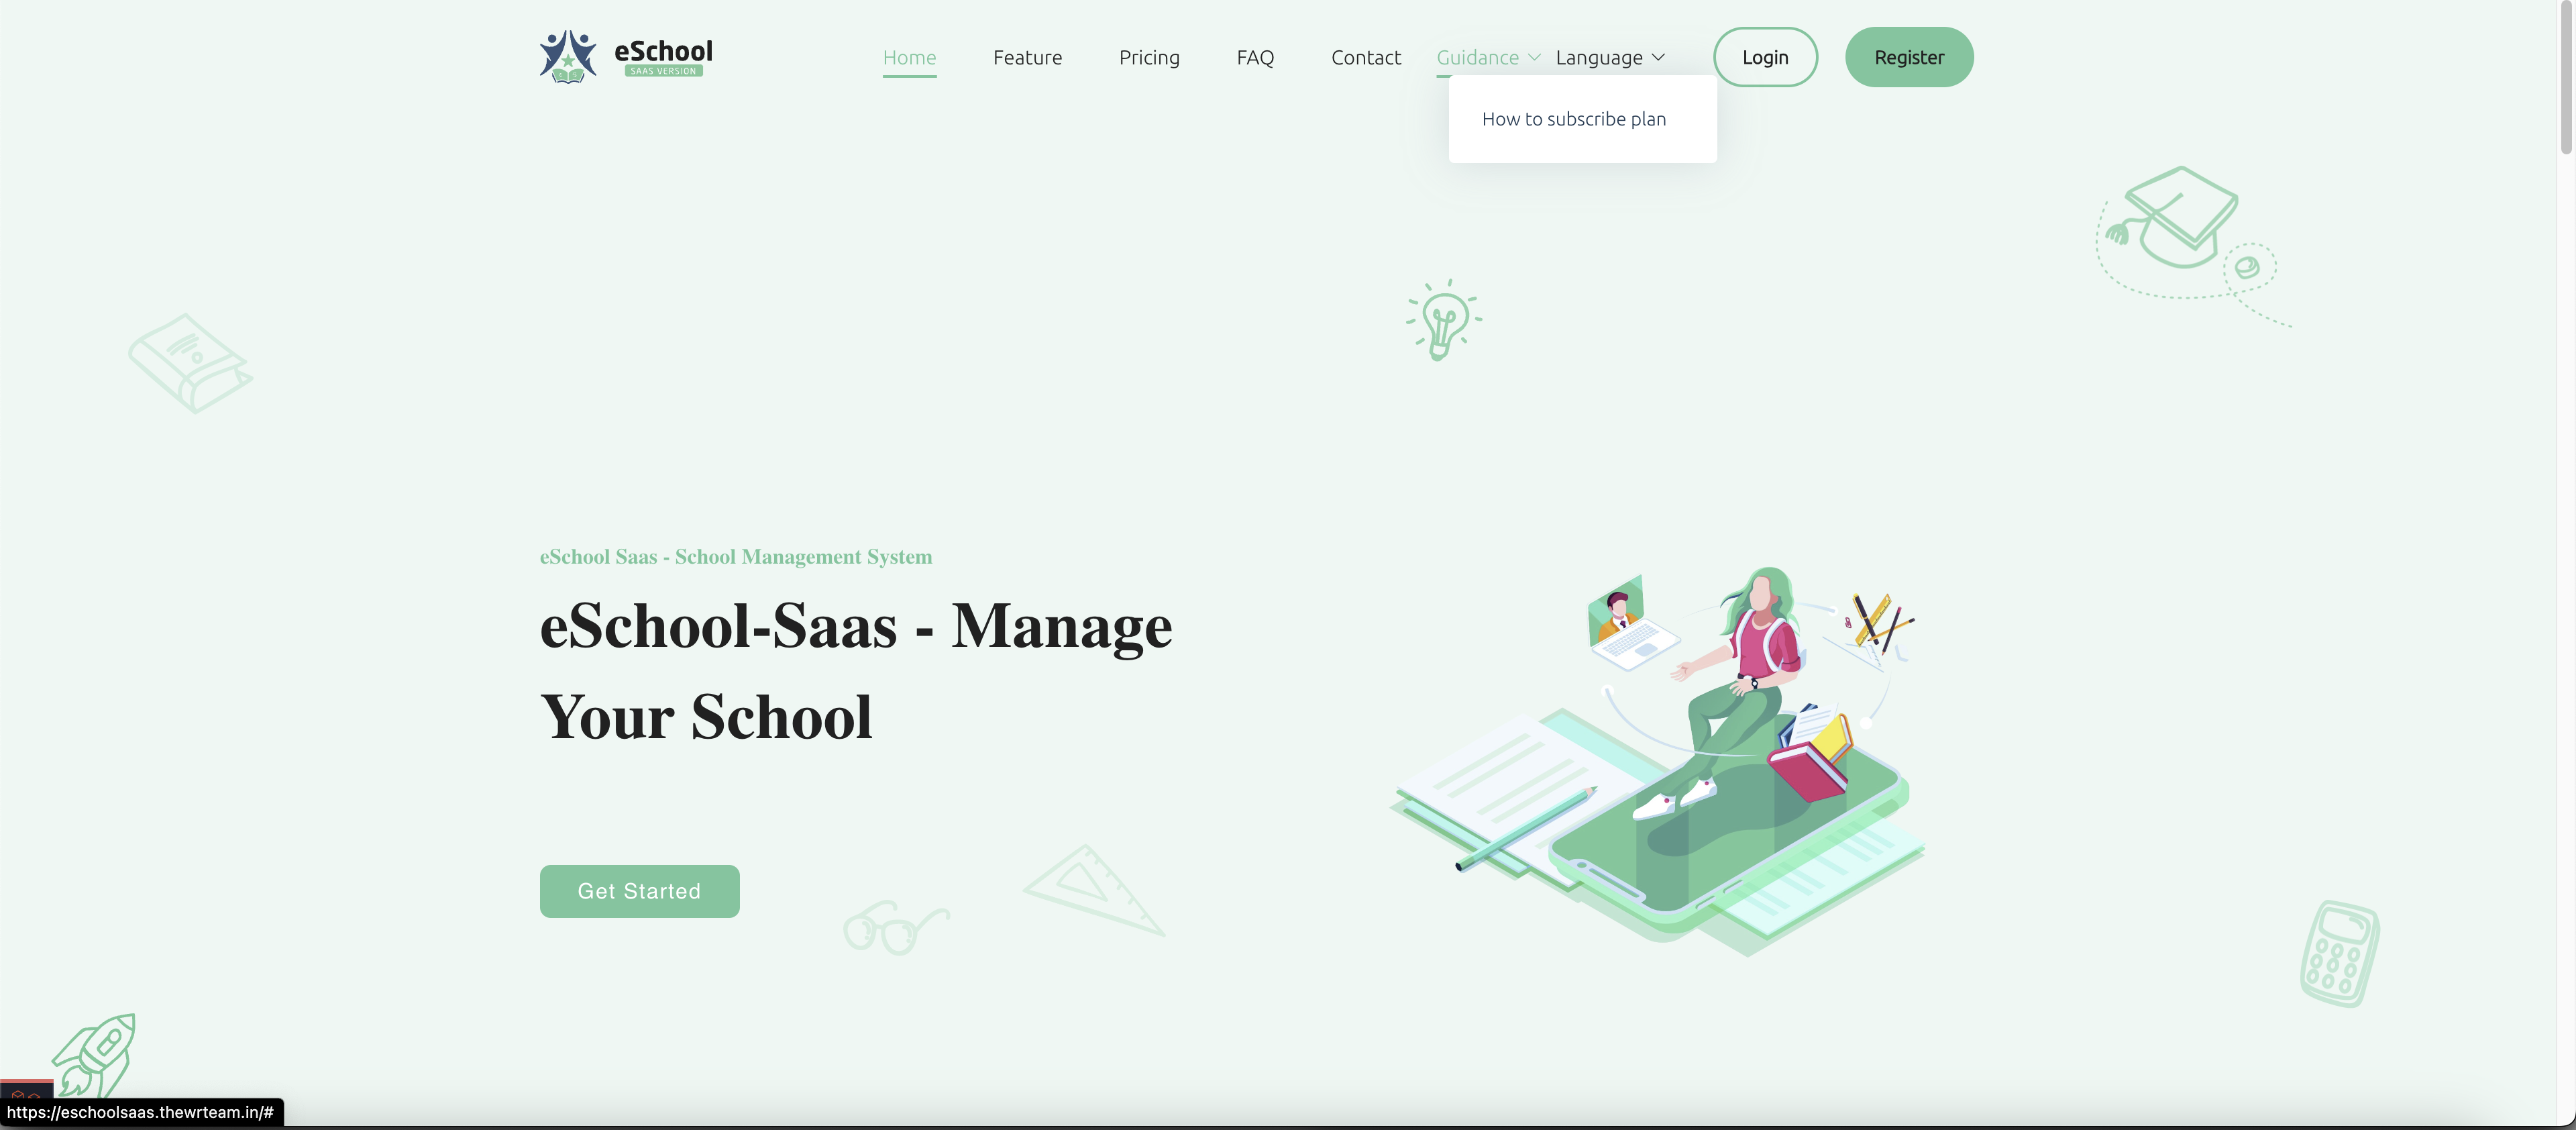 eSchool
SAAS VERSION
Home
Feature
Pricing
FAQ
Contact
Guidance
Language
Login
Register
How to subscribe plan
eSchool Saas - School Management System
eSchool-Saas - Manage
Your School
Get Started
https://eschoolsaas.thewrteam.in/#